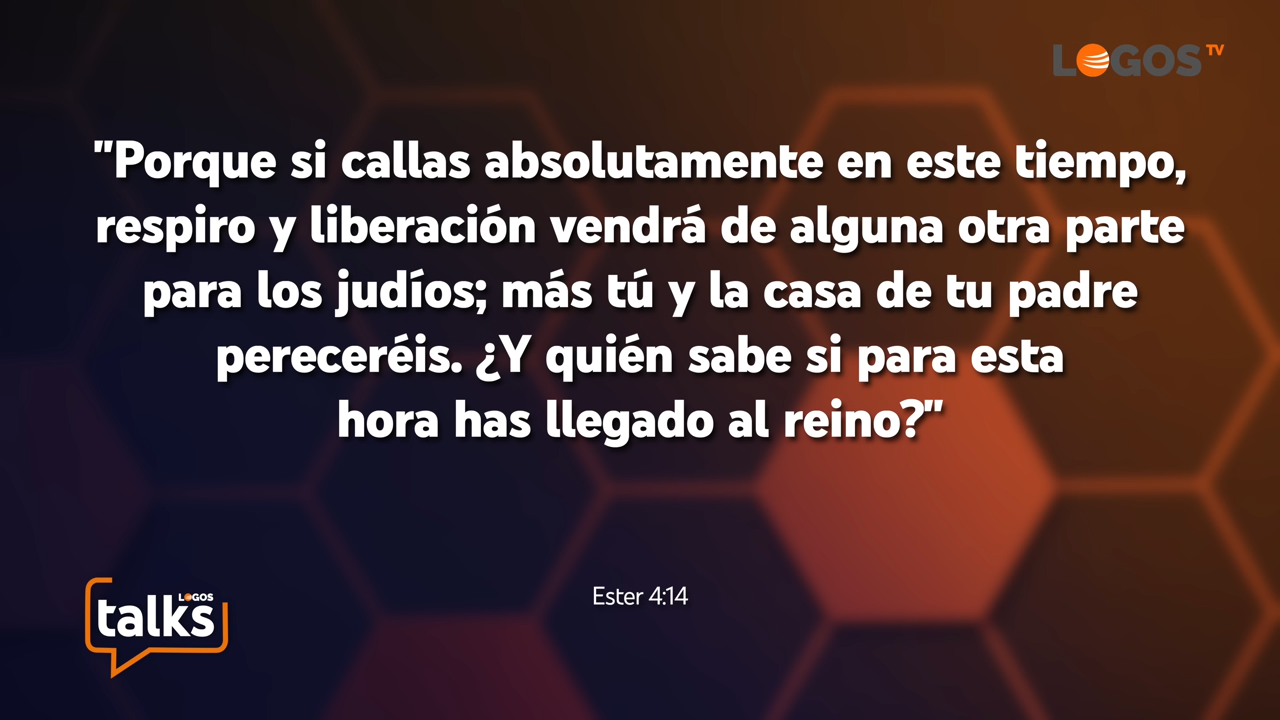 LOGOS TV
"Porque si callas absolutamente en este tiempo,
respiro y liberación vendrá de alguna otra parte
para los judíos; más tú y la casa de tu padre
pereceréis. ¿Y quién sabe si para esta
hora has llegado al reino?"
Ester 4:14
LOGOS
talks